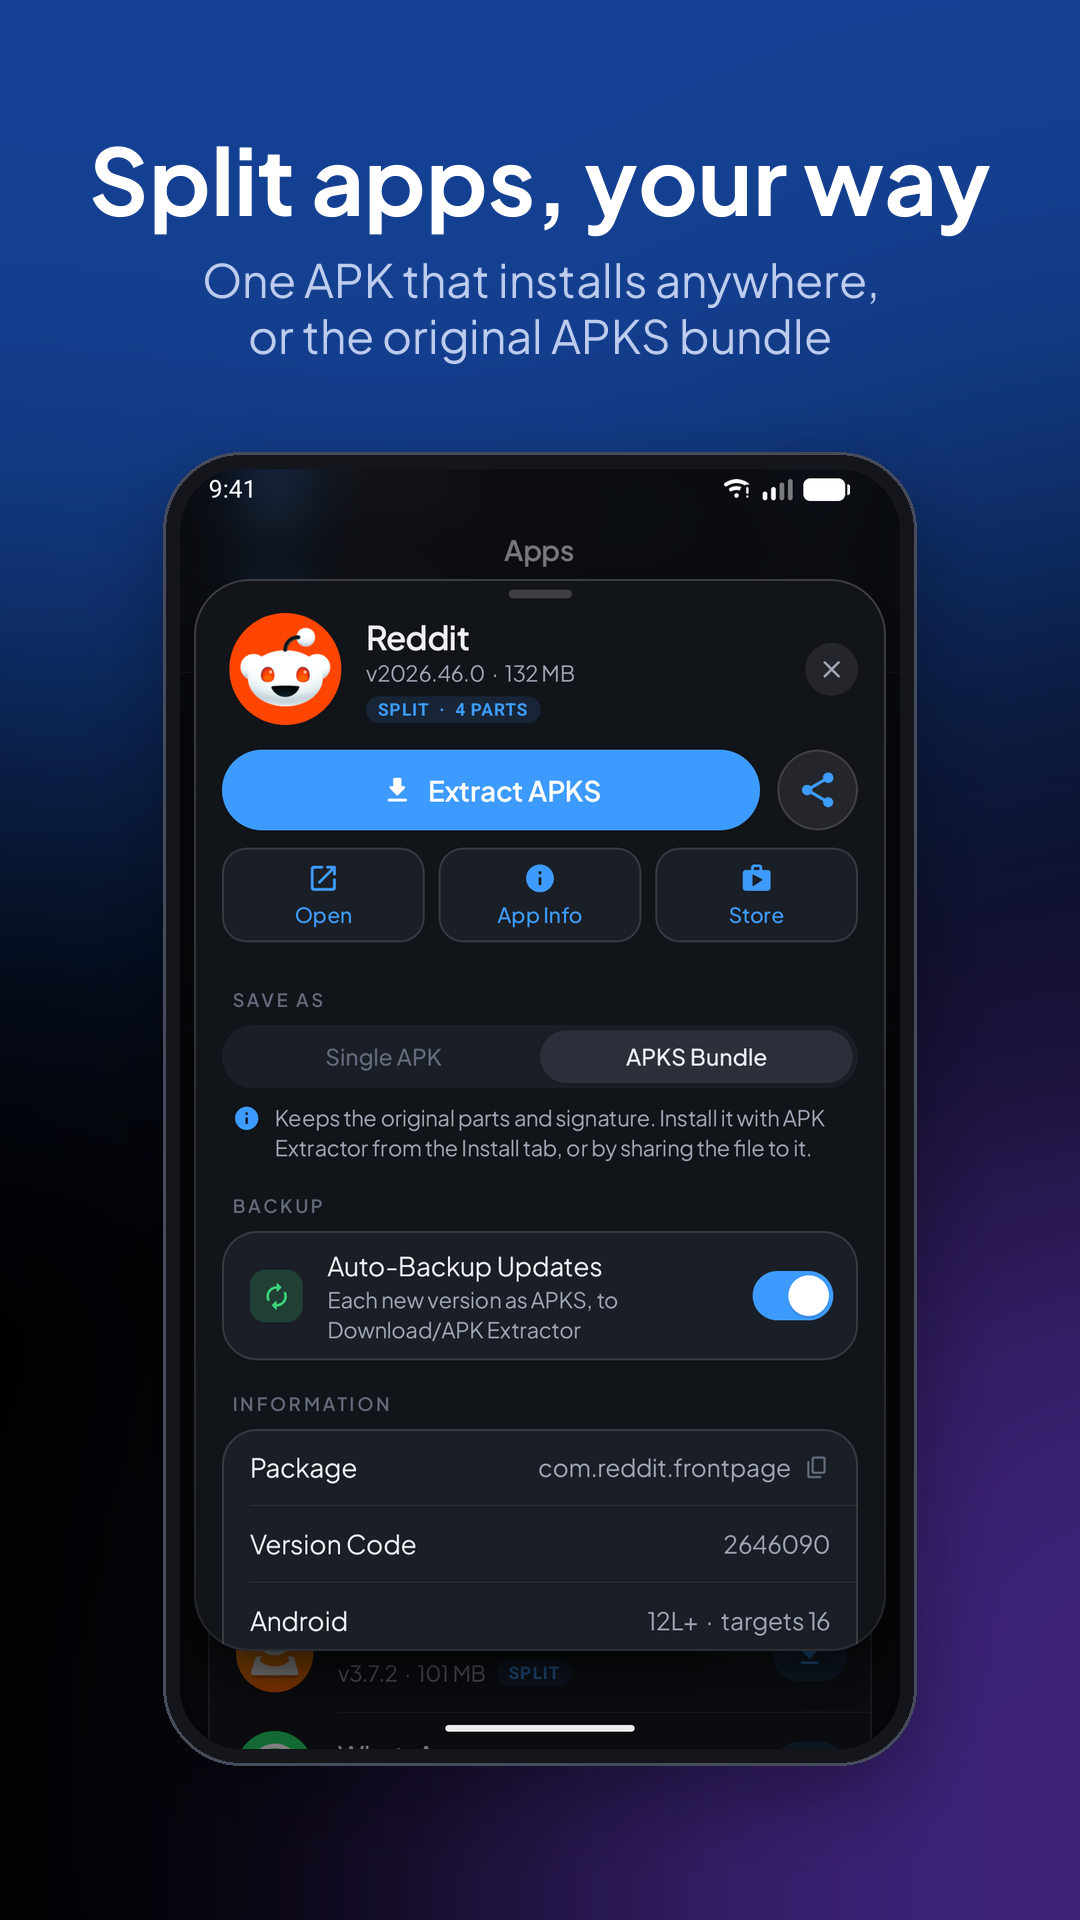 Split apps, your way
One APK that installs anywhere,
or the original APKS bundle
9:41
Apps
Reddit
v2026.46.0 · 132 MB
SPLIT · 4 PARTS
Extract APKS
Open
App Info
Store
SAVE AS
Single APK
APKS Bundle
Keeps the original parts and signature. Install it with APK
Extractor from the Install tab, or by sharing the file to it.
BACKUP
Auto-Backup Updates
Each new version as APKS, to
Download/APK Extractor
INFORMATION
Package
com.reddit.frontpage
Version Code
2646090
Android
12L+ · targets 16
v3.7.2 · 101 MB
SPLIT